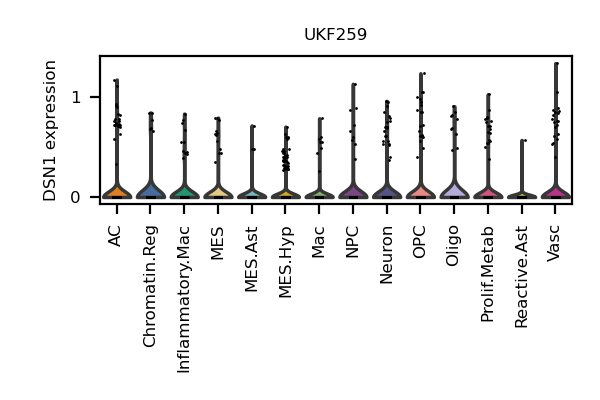 UKF259
DSN1 expression
1
0
AC
Chromatin.Reg
Inflammatory.Mac
MES
MES.Ast
MES.Hyp
Mac
NPC
Neuron
OPC
Oligo
Prolif.Metab
Reactive.Ast
Vasc